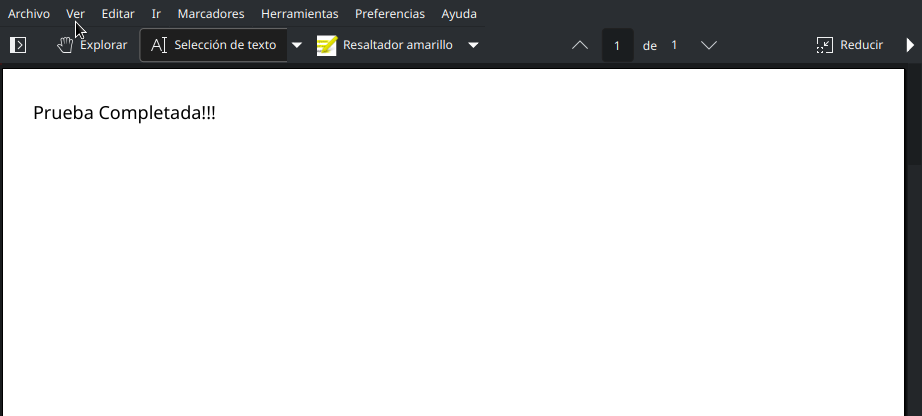 Archivo Ver Editar Ir Marcadores Herramientas Preferencias Ayuda
Explorar Selección de texto Resaltador amarillo 1 de 1 Reducir
Prueba Completada!!!